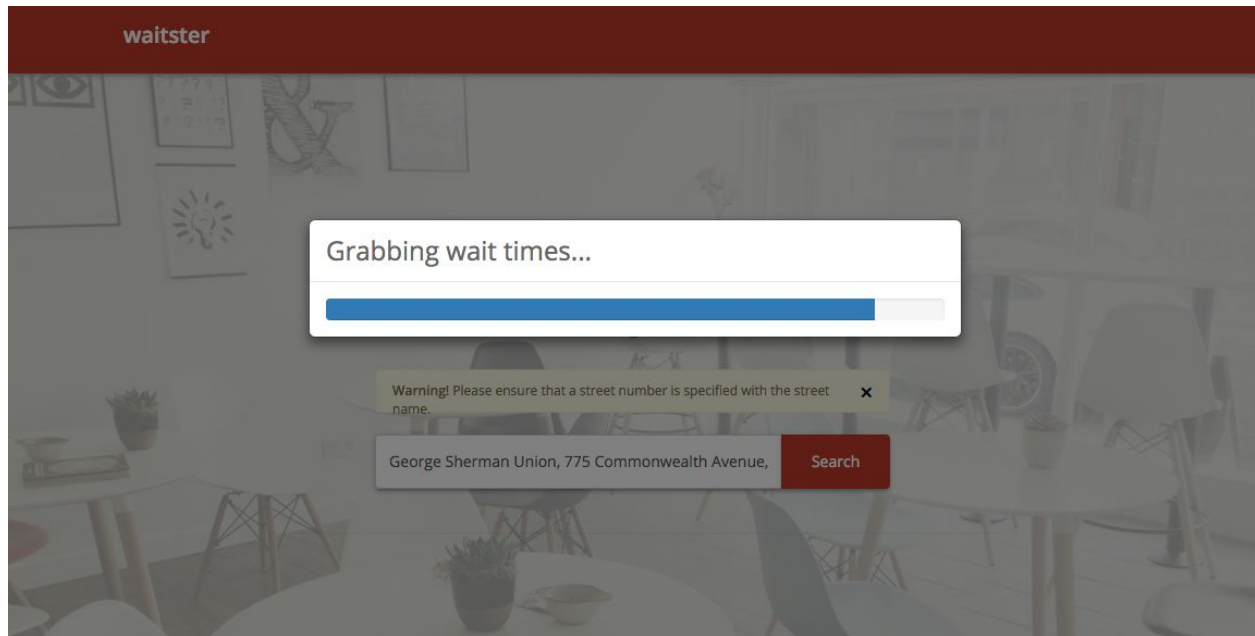 waitster
&
Grabbing wait times...
Warning! Please ensure that a street number is specified with the street
name.
George Sherman Union, 775 Commonwealth Avenue,
Search